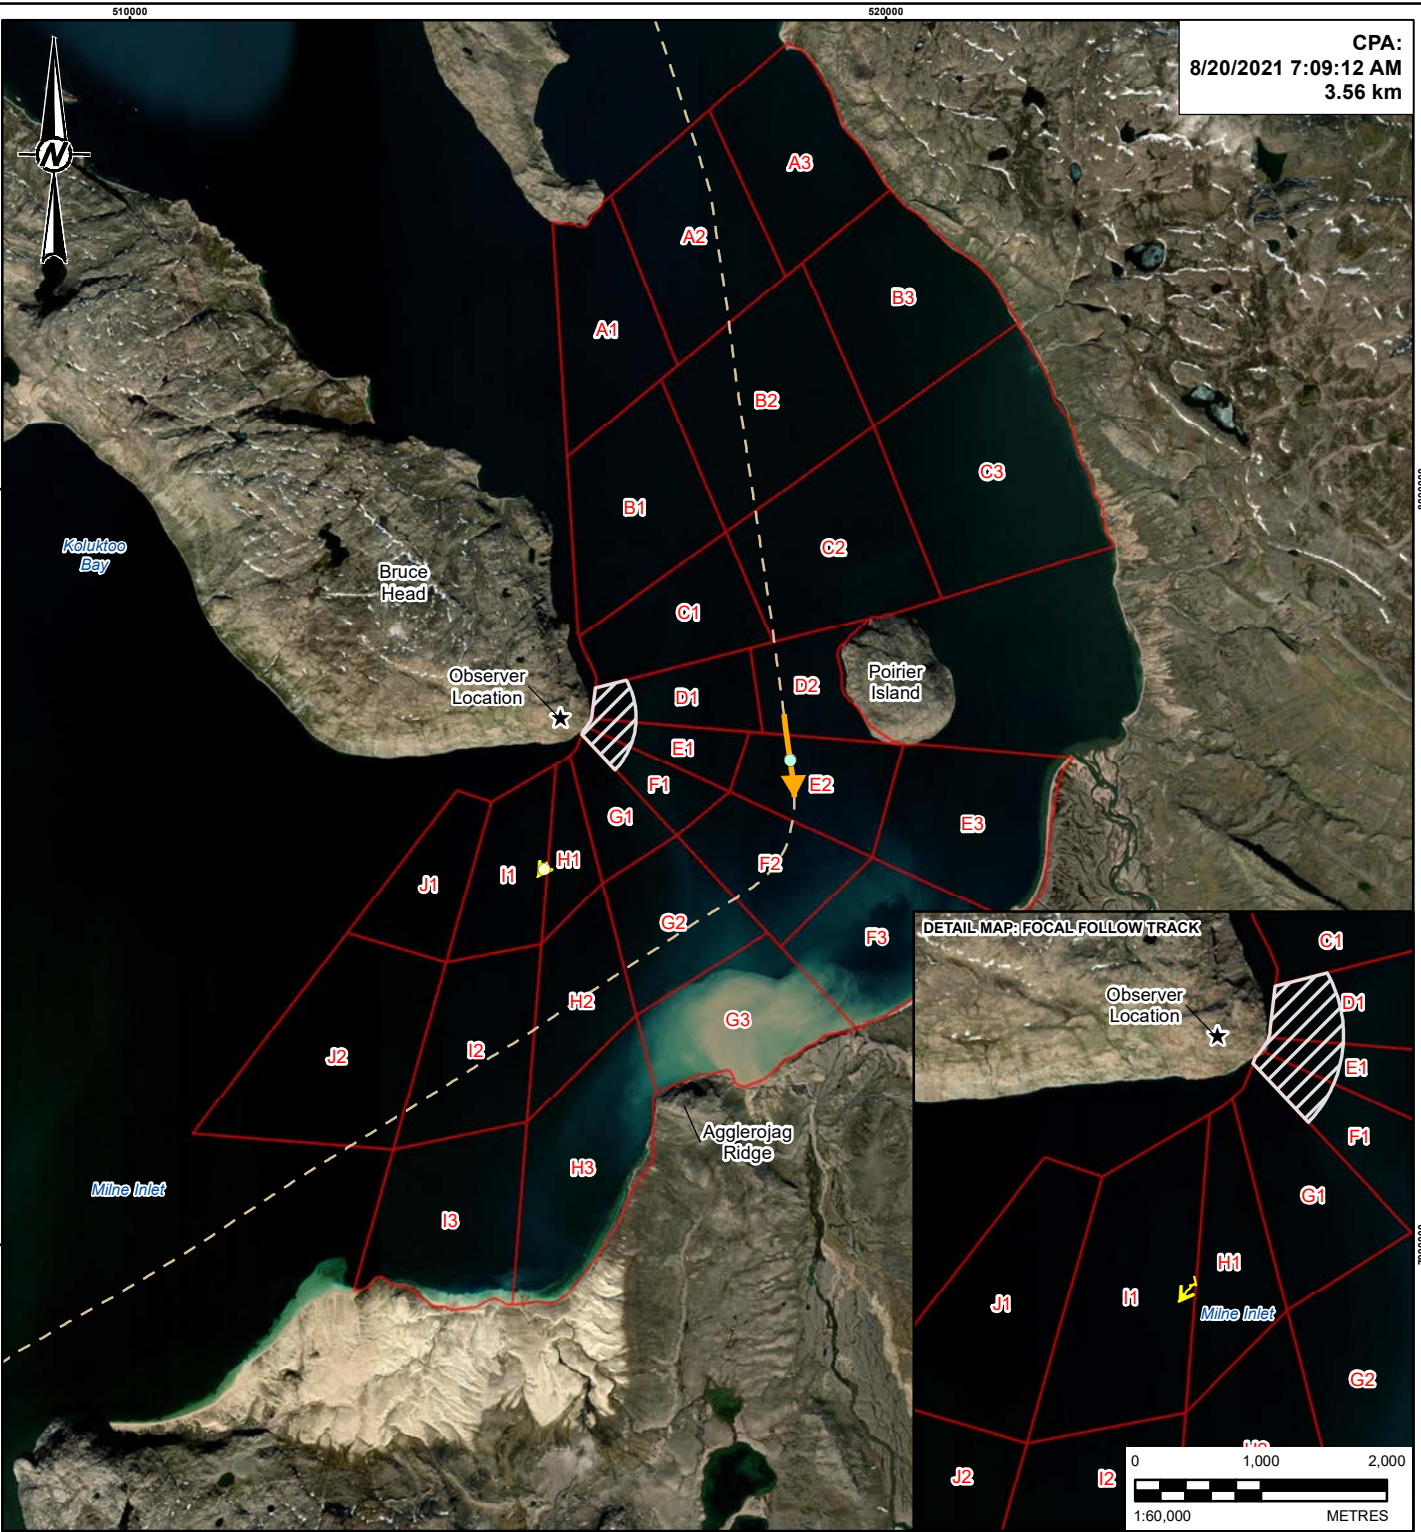 510000
520000
CPA:
8/20/2021 7:09:12 AM
3.56 km
N
A3
A2
B3
A1
B2
C3
B1
C2
Koluktoo
Bay
Bruce
Head
C1
Observer
Location
Poirier
Island
D1
D2
E1
F1
E2
G1
E3
H1
F2
I1
J1
G2
F3
H2
G3
I2
J2
Agglerojag
Ridge
H3
Milne Inlet
I3
DETAIL MAP: FOCAL FOLLOW TRACK
C1
Observer
Location
D1
E1
F1
G1
H1
I1
J1
Milne Inlet
G2
H2
J2
I2
0 1,000 2,000
1:60,000 METRES